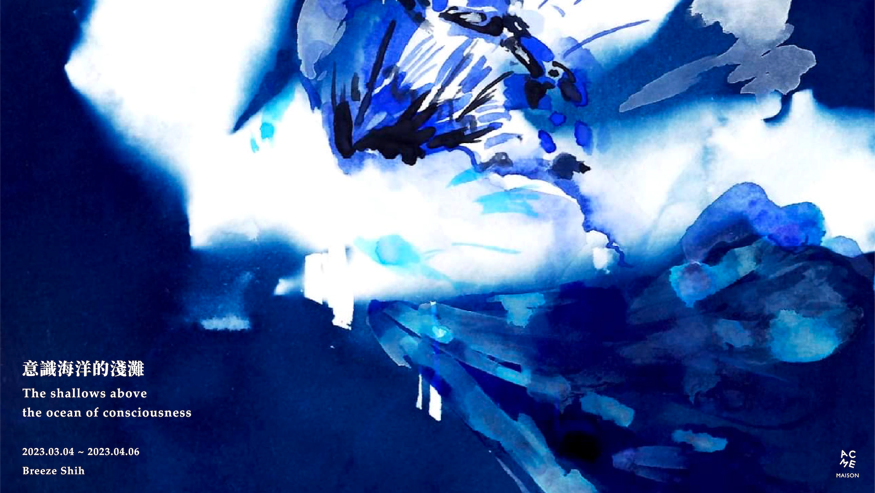 意識海洋的淺灘
The shallows above
the ocean of consciousness
2023.03.04 ~ 2023.04.06
Breeze Shih
AC
ME
MAISON